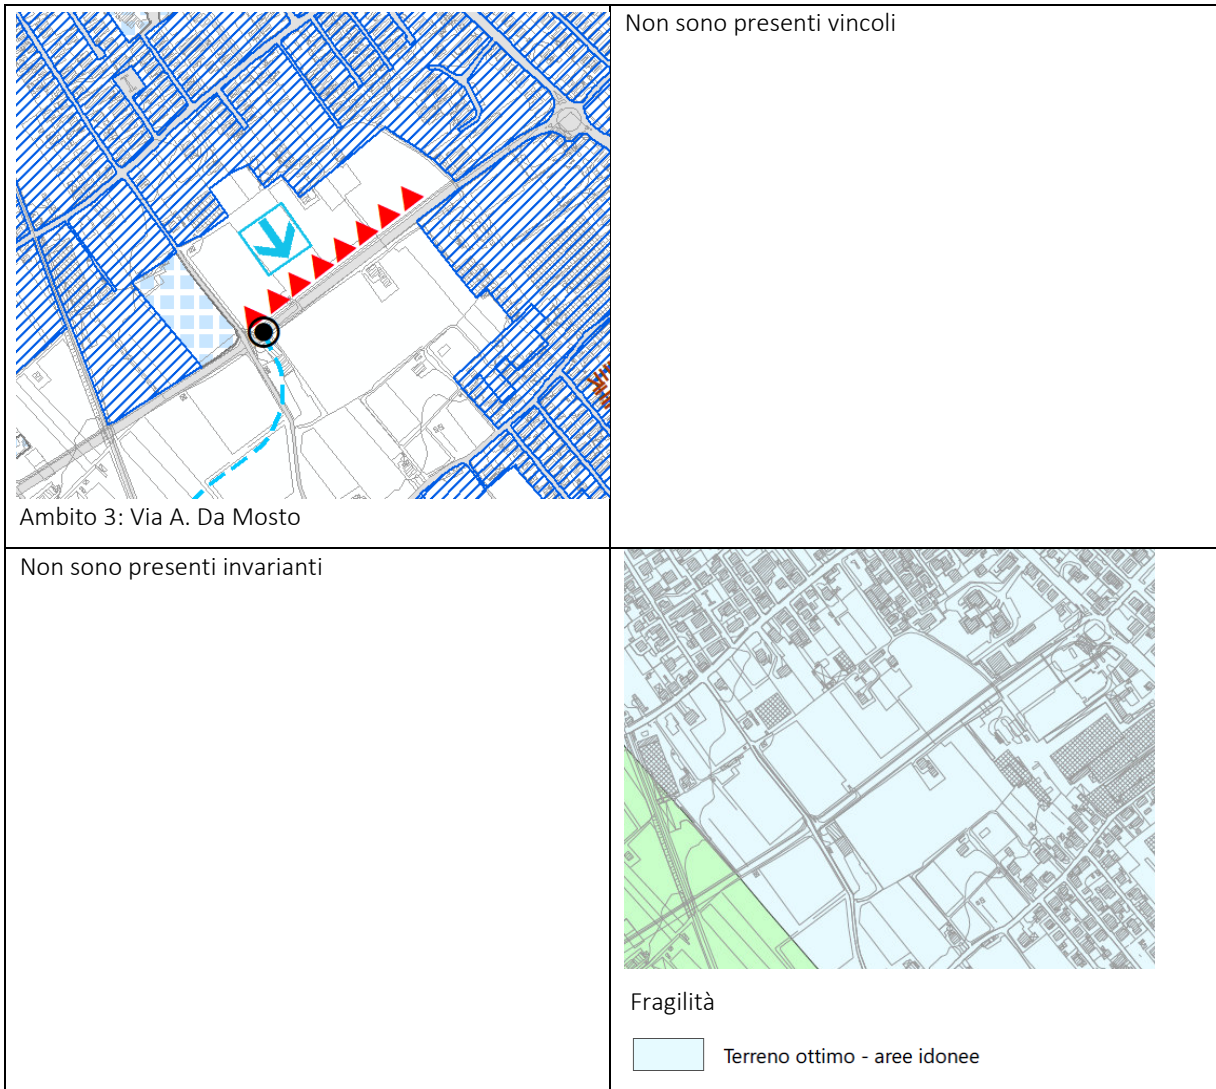 Non sono presenti vincoli
Ambito 3: Via A. Da Mosto
Non sono presenti invarianti
Fragilità
Terreno ottimo - aree idonee